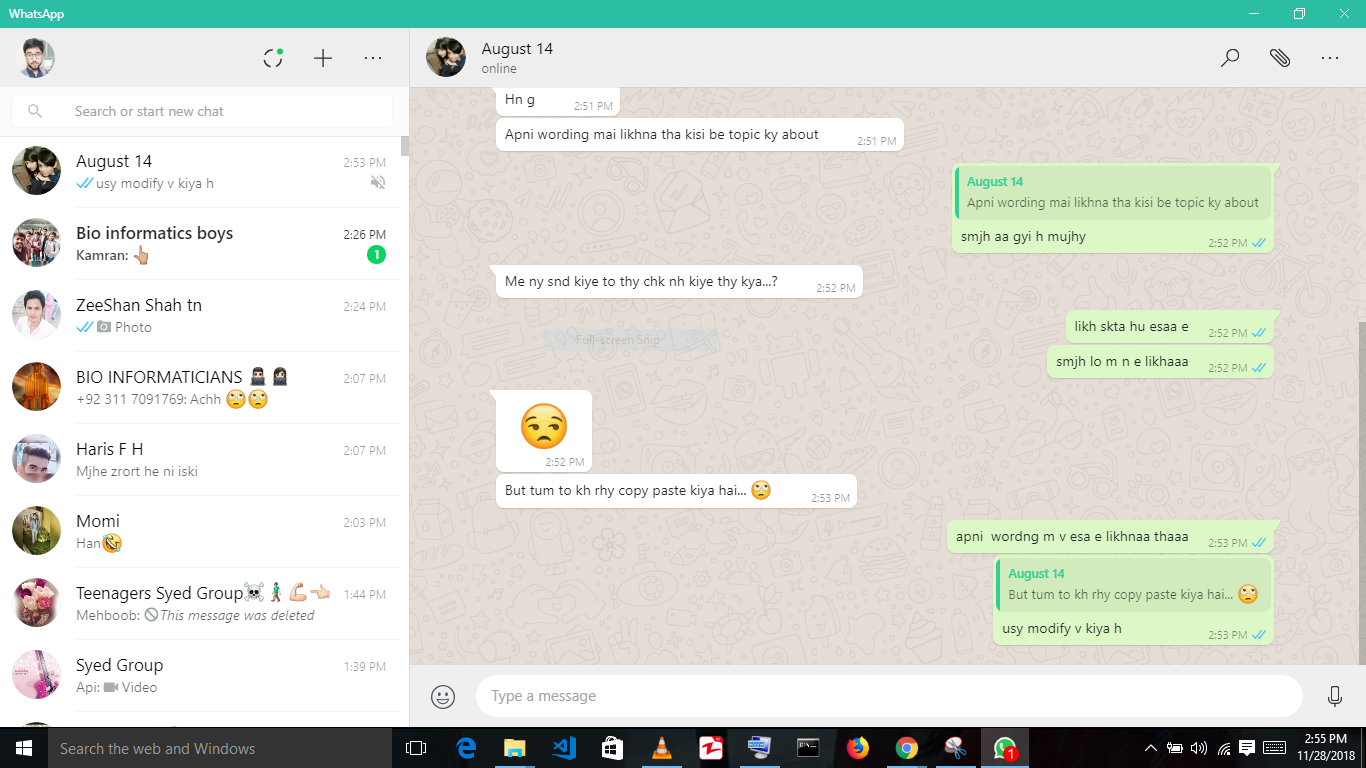 WhatsApp
Search or start new chat
August 14
2:53 PM
usy modify v kiya h
Bio informatics boys
2:26 PM
Kamran: 👆🏼
1
ZeeShan Shah tn
2:24 PM
Photo
BIO INFORMATICIANS
2:07 PM
+92 311 7091769: Achh 🙄🙄
Haris F H
2:07 PM
Mjhe zrort he ni iski
Momi
2:03 PM
Han🤣
Teenagers Syed Group☠🚶🏻‍♂️💪🏼👈🏼
1:44 PM
Mehboob: This message was deleted
Syed Group
1:39 PM
Api: Video
August 14
online
Hn g
2:51 PM
Apni wording mai likhna tha kisi be topic ky about
2:51 PM
August 14
Apni wording mai likhna tha kisi be topic ky about
smjh aa gyi h mujhy
2:52 PM
Me ny snd kiye to thy chk nh kiye thy kya...?
2:52 PM
likh skta hu esaa e
2:52 PM
Full-screen Snip
smjh lo m n e likhaaa
2:52 PM
😒
2:52 PM
But tum to kh rhy copy paste kiya hai... 🙄
2:53 PM
apni wordng m v esa e likhnaa thaaa
2:53 PM
August 14
But tum to kh rhy copy paste kiya hai... 🙄
usy modify v kiya h
2:53 PM
Type a message
Search the web and Windows
1
2:55 PM
11/28/2018